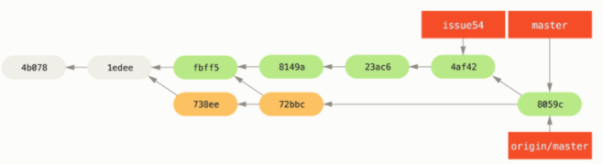 issue54 master
4b078 1edee fbff5 8149a 23ac6 4af42
738ee 72bbc 8059c
origin/master